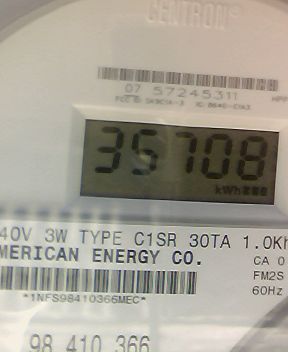 CENTRON®
07 57245311
35708
kWh
40V 3W TYPE C1SR 30TA 1.0Kh
MERICAN ENERGY CO.
CA 0
FM2S
60Hz
*1NFS98410366MEC*
98 410 366